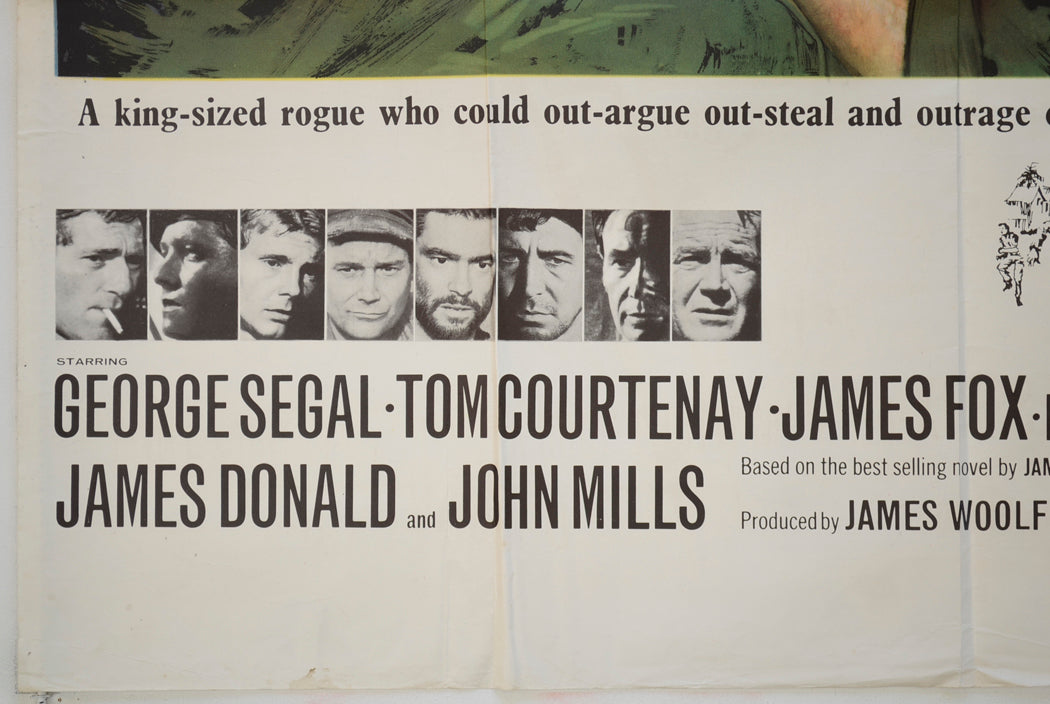 A king-sized rogue who could out-argue out-steal and outrage
STARRING
GEORGE SEGAL·TOM COURTENAY·JAMES FOX·
JAMES DONALD and JOHN MILLS
Based on the best selling novel by JAM
Produced by JAMES WOOLF